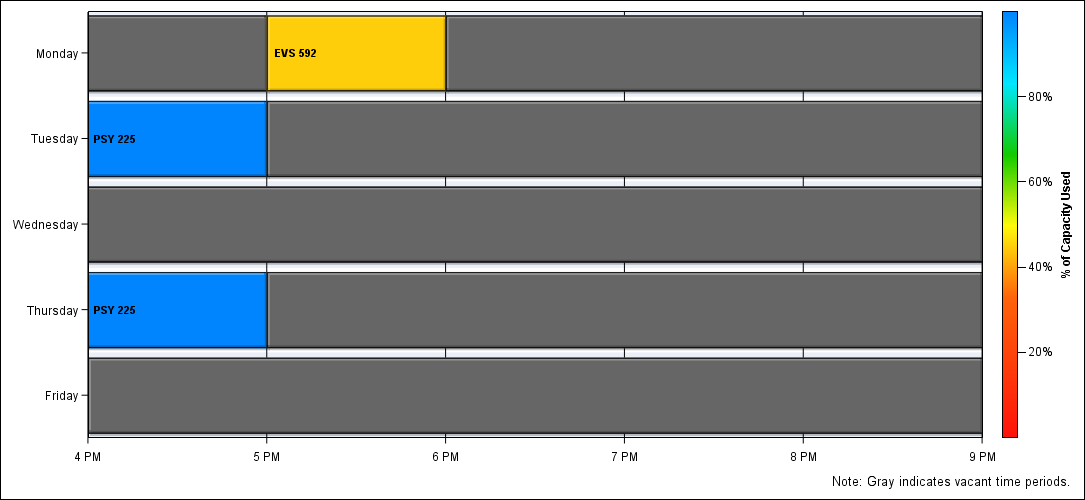 Monday
EVS 592
Tuesday
PSY 225
Wednesday
Thursday
PSY 225
Friday
4 PM 5 PM 6 PM 7 PM 8 PM 9 PM
80%
60%
40%
20%
% of Capacity Used
Note: Gray indicates vacant time periods.